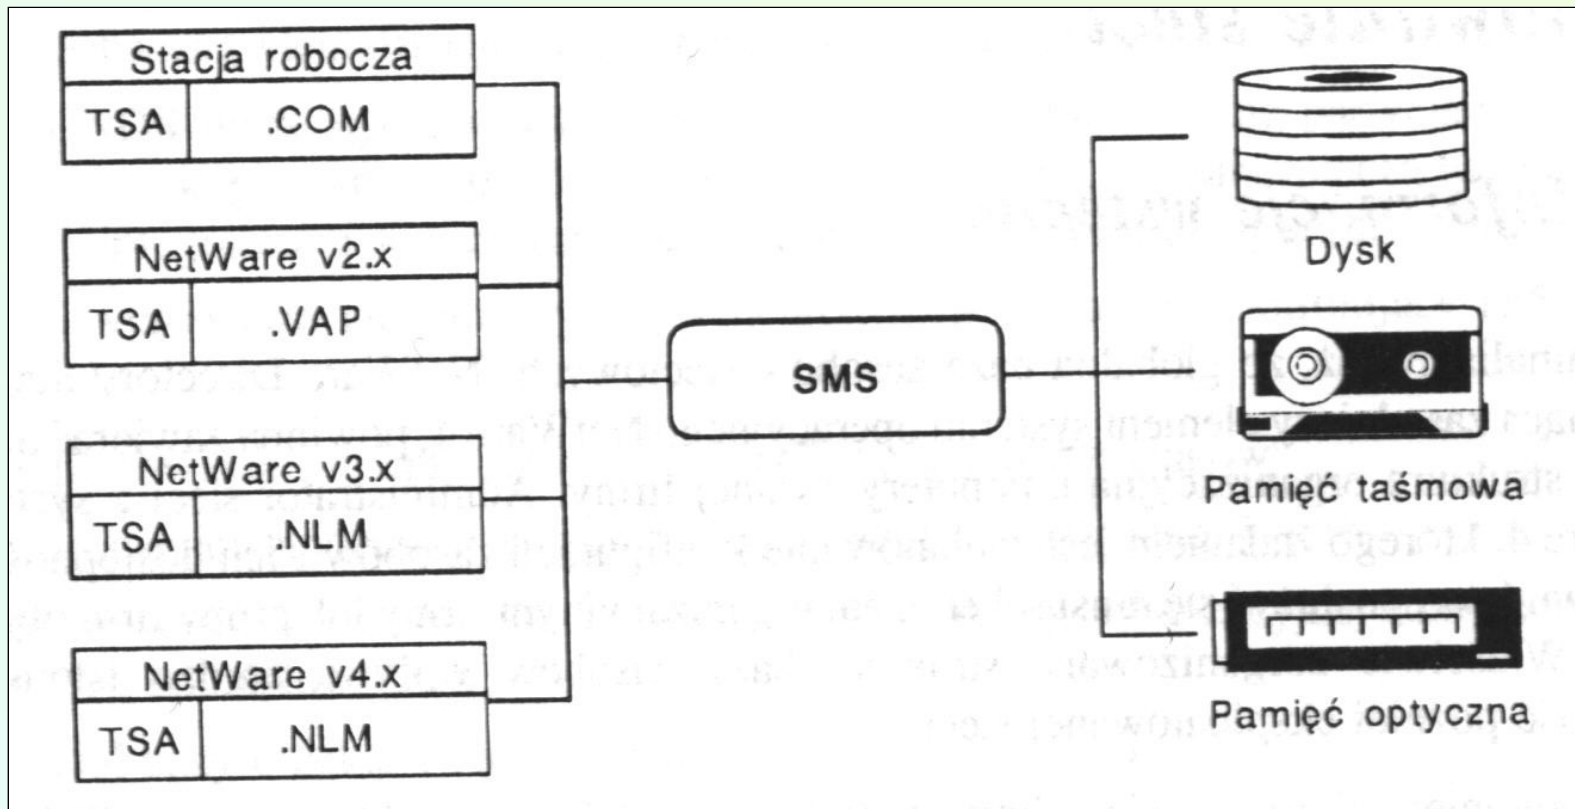 Stacja robocza
TSA .COM
NetWare v2.x
TSA .VAP
NetWare v3.x
TSA .NLM
NetWare v4.x
TSA .NLM
SMS
Dysk
Pamięć taśmowa
Pamięć optyczna